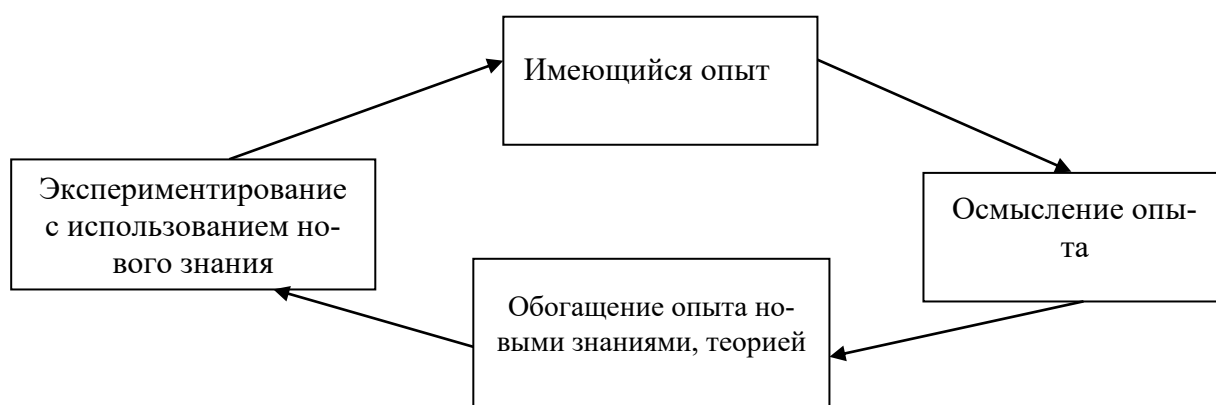 Имеющийся опыт
Экспериментирование
с использованием но-
вого знания
Осмысление опы-
та
Обогащение опыта но-
выми знаниями, теорией